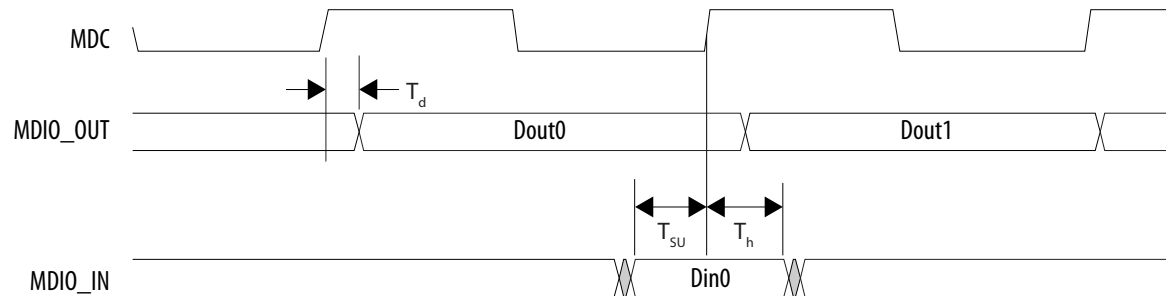 MDC
T_d
MDIO_OUT Dout0 Dout1
T_SU T_h
MDIO_IN Din0